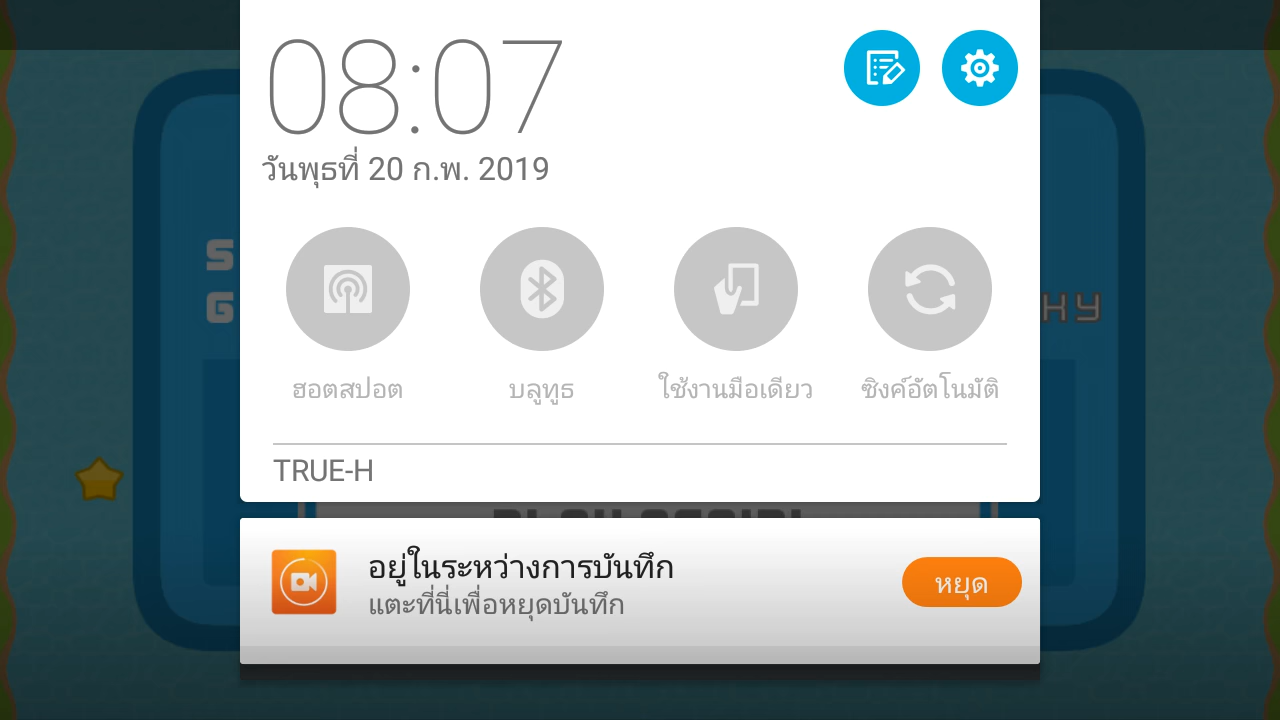 08:07
วันพุธที่ 20 ก.พ. 2019
S
G
KY
ฮอตสปอต
บลูทูธ
ใช้งานมือเดียว
ซิงค์อัตโนมัติ
TRUE-H
อยู่ในระหว่างการบันทึก
แตะที่นี่เพื่อหยุดบันทึก
หยุด